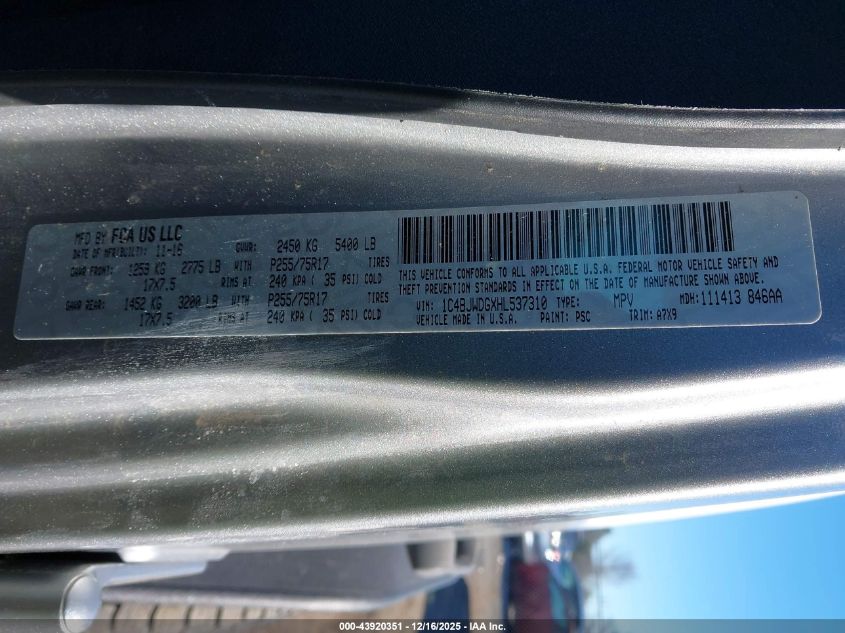 MFD BY FCA US LLC
DATE OF MFR(BUILT): 11-16 GVWR: 2450 KG 5400 LB
GAWR FRONT: 1259 KG 2775 LB WITH P255/75R17 TIRES
17X7.5 RIMS AT 240 KPA ( 35 PSI) COLD
GAWR REAR: 1452 KG 3200 LB WITH P255/75R17 TIRES
17X7.5 RIMS AT 240 KPA ( 35 PSI) COLD
THIS VEHICLE CONFORMS TO ALL APPLICABLE U.S.A. FEDERAL MOTOR VEHICLE SAFETY AND
THEFT PREVENTION STANDARDS IN EFFECT ON THE DATE OF MANUFACTURE SHOWN ABOVE.
VIN: 1C4BJWDGXHL537310 TYPE: MPV MDH: 111413 846AA
VEHICLE MADE IN U.S.A. PAINT: PSC TRIM: A7X9
000-43920351 - 12/16/2025 - IAA Inc.